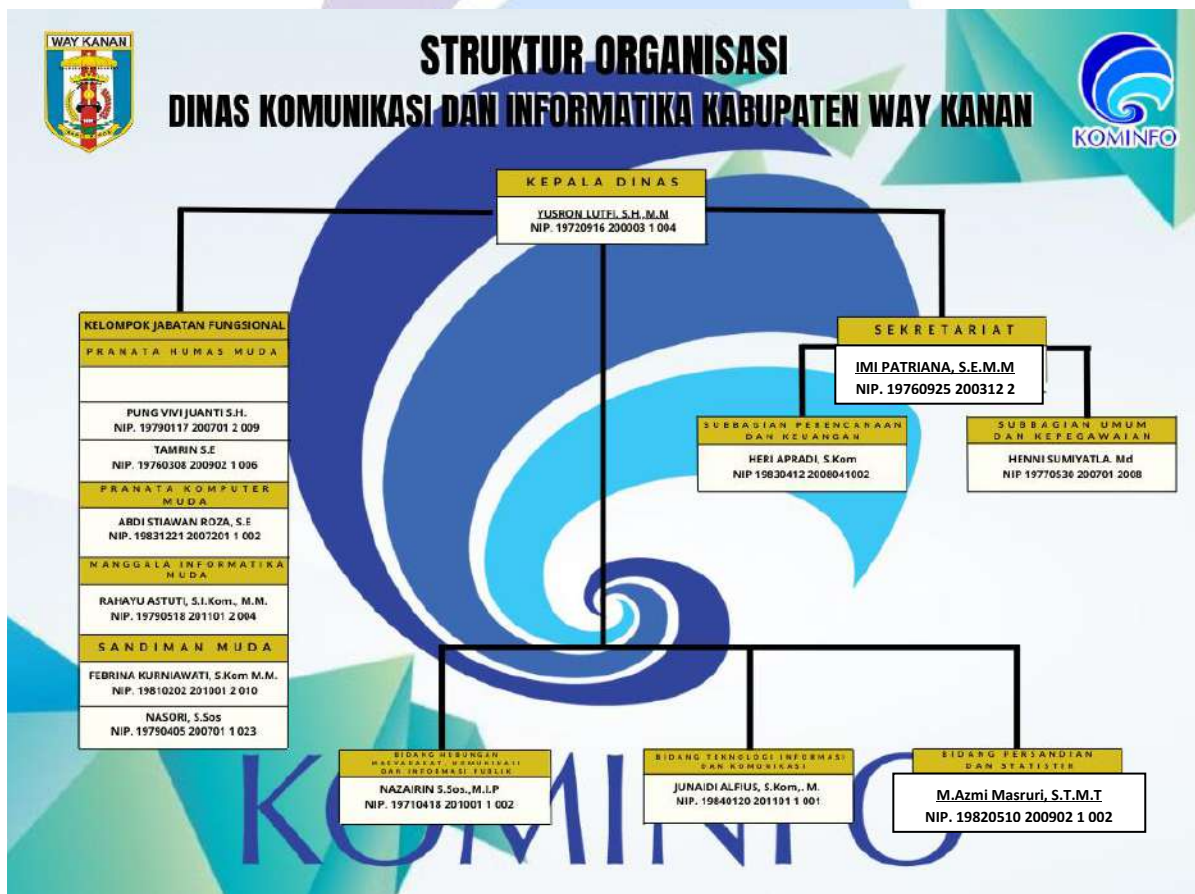 WAY KANAN
STRUKTUR ORGANISASI
DINAS KOMUNIKASI DAN INFORMATIKA KABUPATEN WAY KANAN
KOMINFO
KEPALA DINAS
YUSRON LUTFI, S.H.,M.M
NIP. 19720916 200003 1 004
KELOMPOK JABATAN FUNGSIONAL
PRANATA HUMAS MUDA
PUNG VIVI JUANTI S.H.
NIP. 19790117 200701 2 009
TAMRIN S.E
NIP. 19760308 200902 1 006
PRANATA KOMPUTER
MUDA
ABDI STIAWAN ROZA, S.E
NIP. 19831221 2007201 1 002
MANGGALA INFORMATIKA
MUDA
RAHAYU ASTUTI, S.I.Kom., M.M.
NIP. 19790518 201101 2 004
SANDIMAN MUDA
FEBRINA KURNIAWATI, S.Kom M.M.
NIP. 19810202 201001 2 010
NASORI, S.Sos
NIP. 19790405 200701 1 023
SEKRETARIAT
IMI PATRIANA, S.E.M.M
NIP. 19760925 200312 2
SUBBAGIAN PERENCANAAN
DAN KEUANGAN
HERI APRADI, S.Kom
NIP 19830412 2008041002
SUBBAGIAN UMUM
DAN KEPEGAWAIAN
HENNI SUMIYATI.A. Md
NIP 19770530 200701 2008
BIDANG HUBUNGAN
MASYARAKAT, KOMUNIKASI
DAN INFORMASI PUBLIK
NAZAIRIN S.Sos.,M.I.P
NIP. 19710418 201001 1 002
BIDANG TEKNOLOGI INFORMASI
DAN KOMUNIKASI
JUNAIDI ALFIUS, S.Kom,. M.
NIP. 19840120 201101 1 001
BIDANG PERSANDIAN
DAN STATISTIK
M.Azmi Masruri, S.T.M.T
NIP. 19820510 200902 1 002
KOMINFO